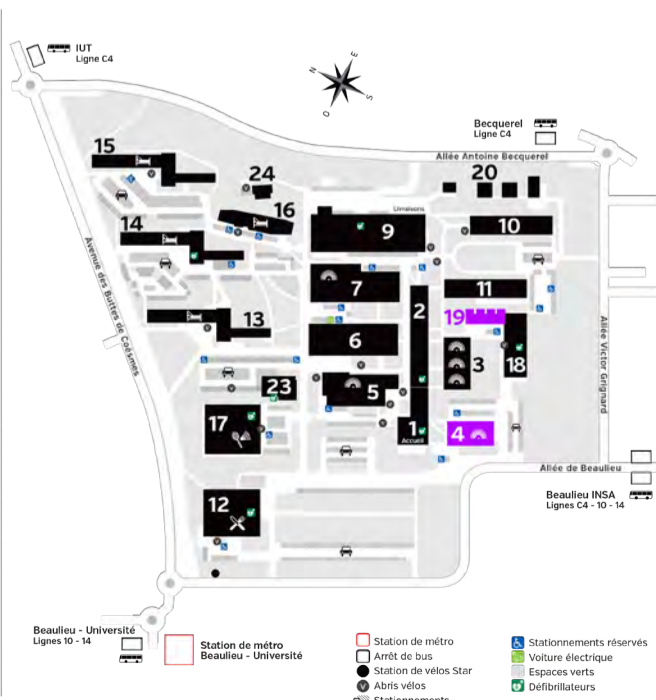 IUT
Ligne C4
N
E
S
O
Becquerel
Ligne C4
Allée Antoine Becquerel
15
24
20
16
Livraisons
9
10
14
7
11
2
19
13
6
3
18
Avenue des Buttes de Coësmes
Allée Victor Grignard
23
5
17
1
Accueil
4
Allée de Beaulieu
Beaulieu INSA
Lignes C4 - 10 - 14
12
Beaulieu - Université
Lignes 10 - 14
Station de métro
Beaulieu - Université
Station de métro
Arrêt de bus
Station de vélos Star
Abris vélos
Stationnements
Stationnements réservés
Voiture électrique
Espaces verts
Défibrillateurs